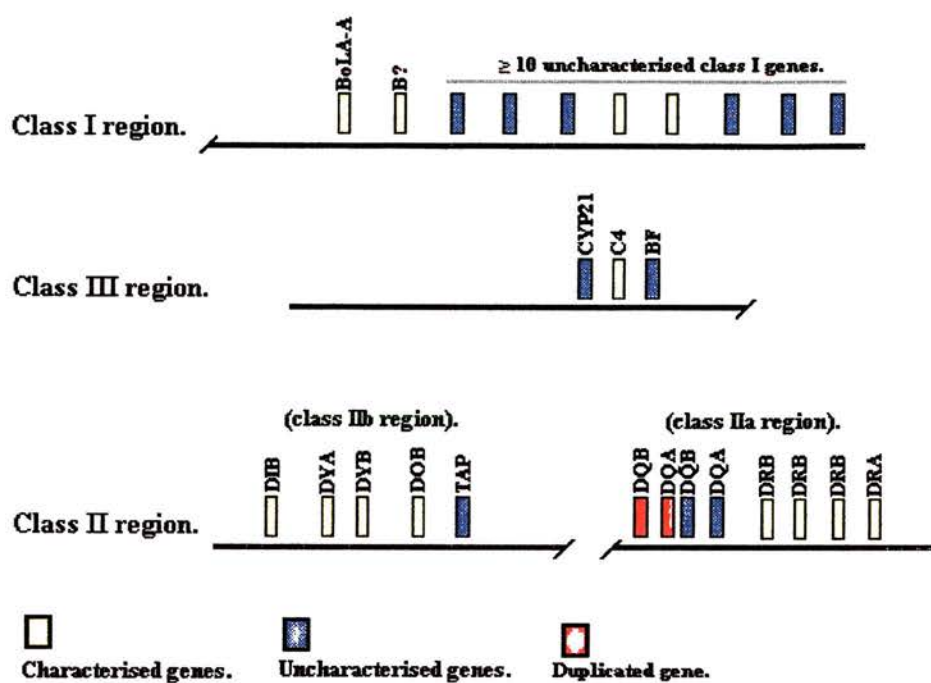 BoLA-A
B?
≥ 10 uncharacterised class I genes.
Class I region.
CYP21
C4
BF
Class III region.
(class IIb region).
(class IIa region).
DIB
DYA
DYB
DOB
TAP
DQB
DQA
DQB
DQA
DRB
DRB
DRB
DRA
Class II region.
Characterised genes.
Uncharacterised genes.
Duplicated gene.